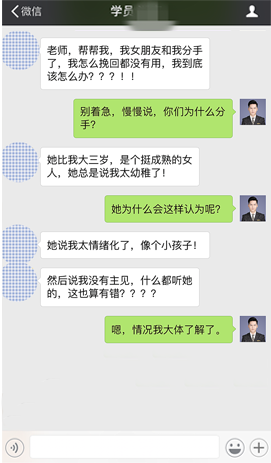 微信
学员
老师，帮帮我，我女朋友和我分手
了，我怎么挽回都没有用，我到底
该怎么办？？？！！
别着急，慢慢说，你们为什么分
手？
她比我大三岁，是个挺成熟的女
人，她总是说我太幼稚了！
她为什么会这样认为呢？
她说我太情绪化了，像个小孩子！
然后说我没有主见，什么都听她
的，这也算有错？？？？
嗯，情况我大体了解了。